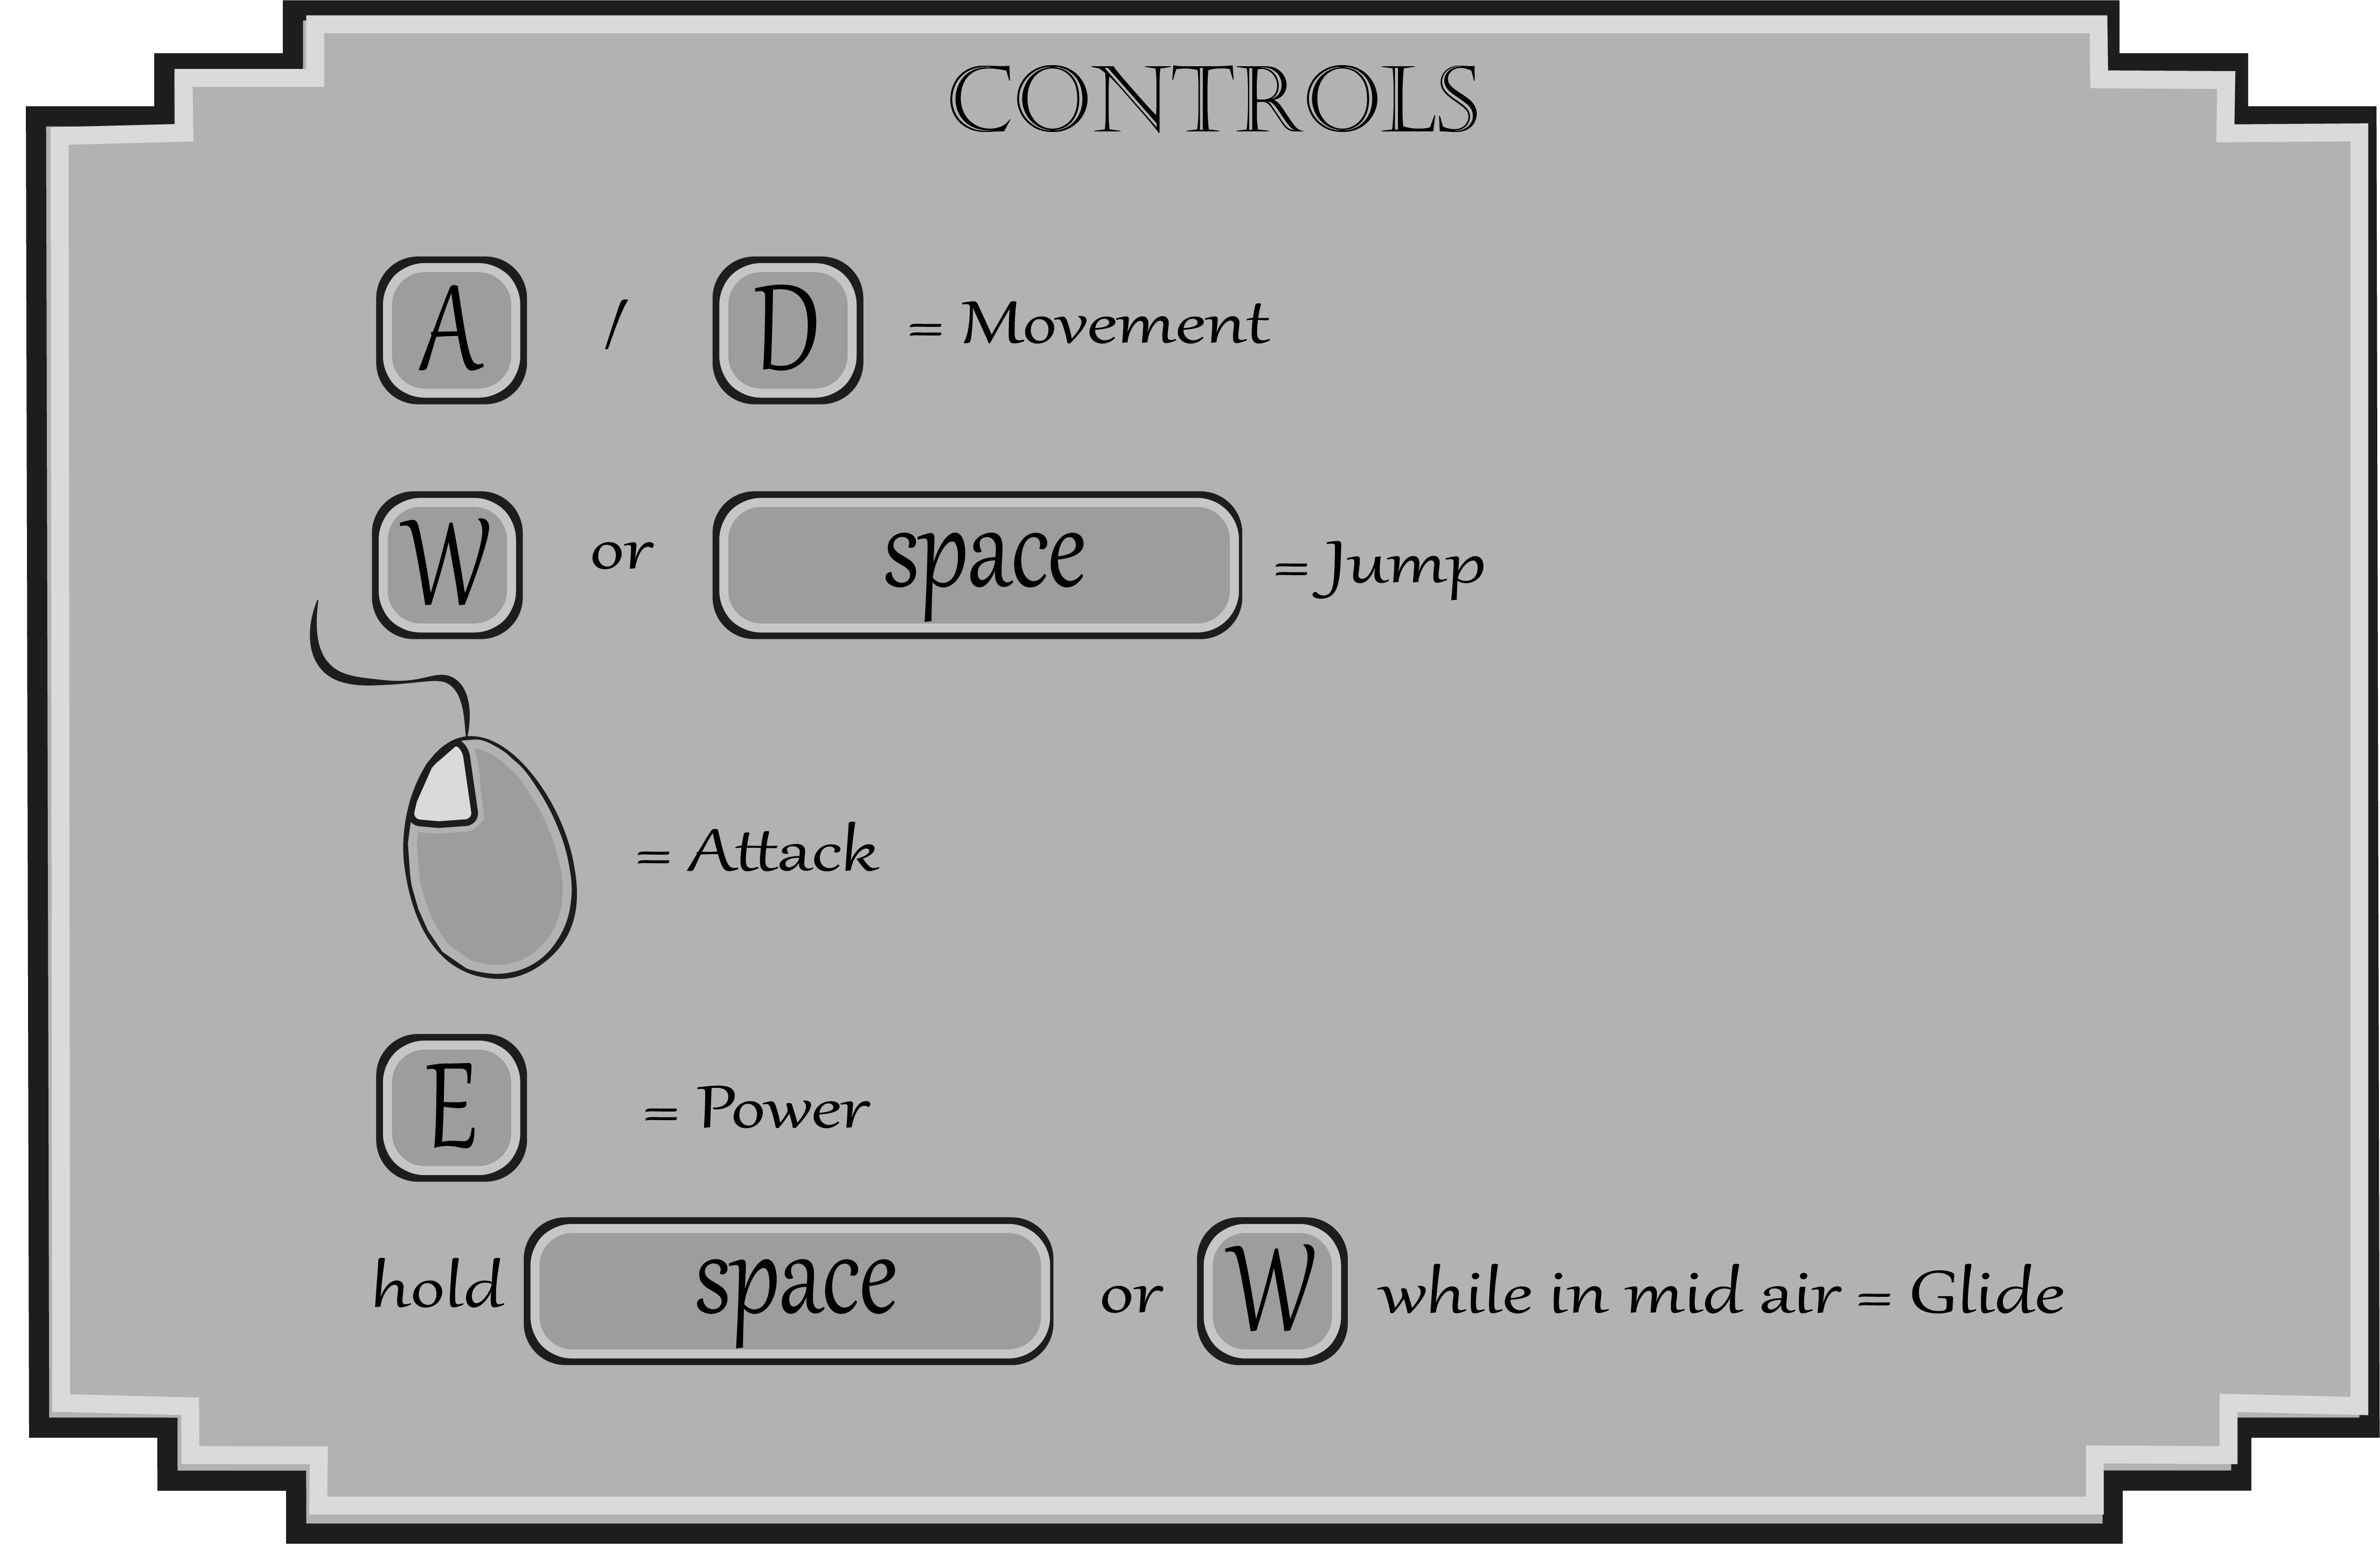 CONTROLS
A / D = Movement
W or space = Jump
= Attack
E = Power
hold space or W while in mid air = Glide